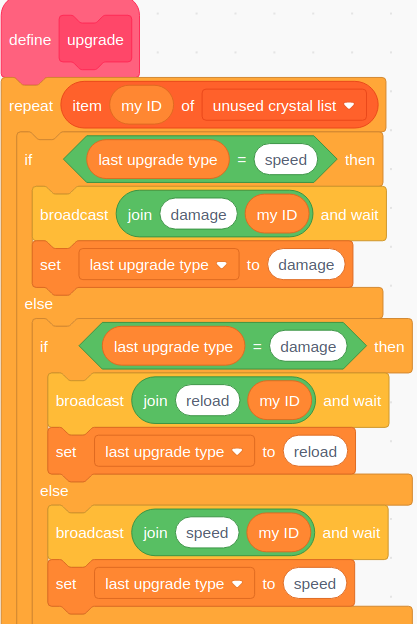 define upgrade
repeat item my ID of unused crystal list
if last upgrade type = speed then
broadcast join damage my ID and wait
set last upgrade type to damage
else
if last upgrade type = damage then
broadcast join reload my ID and wait
set last upgrade type to reload
else
broadcast join speed my ID and wait
set last upgrade type to speed